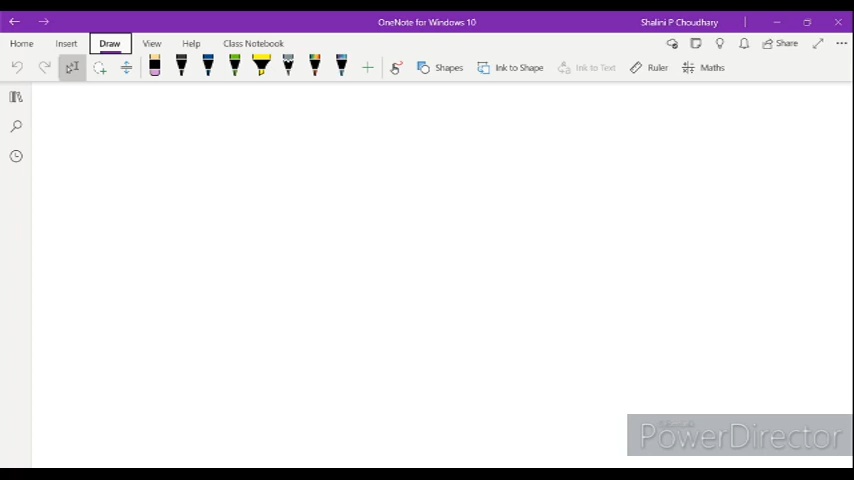 OneNote for Windows 10
Shalini P Choudhary
Home Insert Draw View Help Class Notebook Share
Shapes Ink to Shape Ink to Text Ruler Maths
PowerDirector